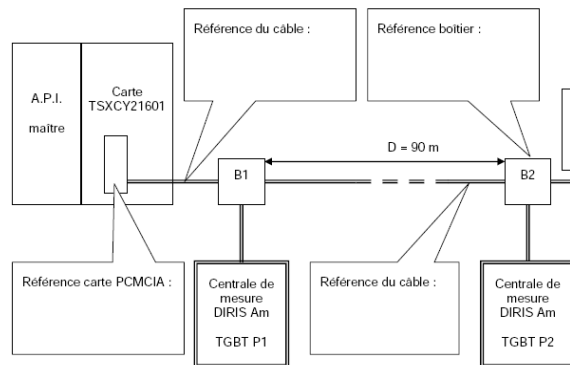 Référence du câble :
Référence boîtier :
A.P.I.
maître
Carte
TSXCY21601
D = 90 m
B1
B2
Référence carte PCMCIA :
Centrale de
mesure
DIRIS Am
TGBT P1
Référence du câble :
Centrale de
mesure
DIRIS Am
TGBT P2